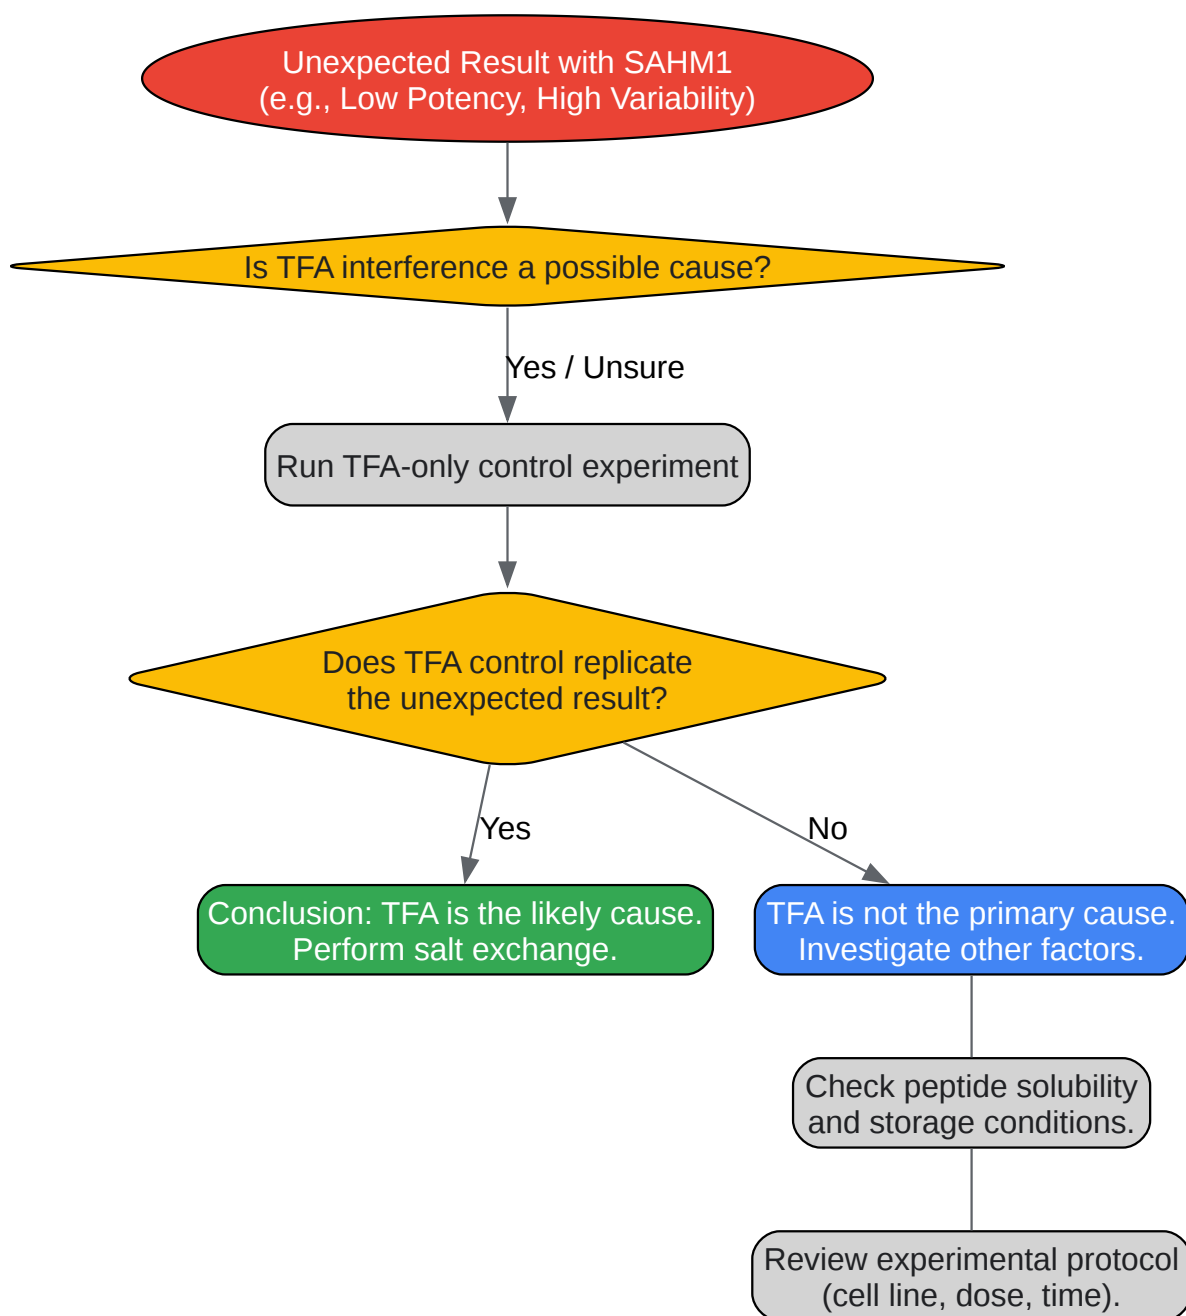 Unexpected Result with SAHM1
(e.g., Low Potency, High Variability)
Is TFA interference a possible cause?
Yes / Unsure
Run TFA-only control experiment
Does TFA control replicate
the unexpected result?
Yes
No
Conclusion: TFA is the likely cause.
Perform salt exchange.
TFA is not the primary cause.
Investigate other factors.
Check peptide solubility
and storage conditions.
Review experimental protocol
(cell line, dose, time).